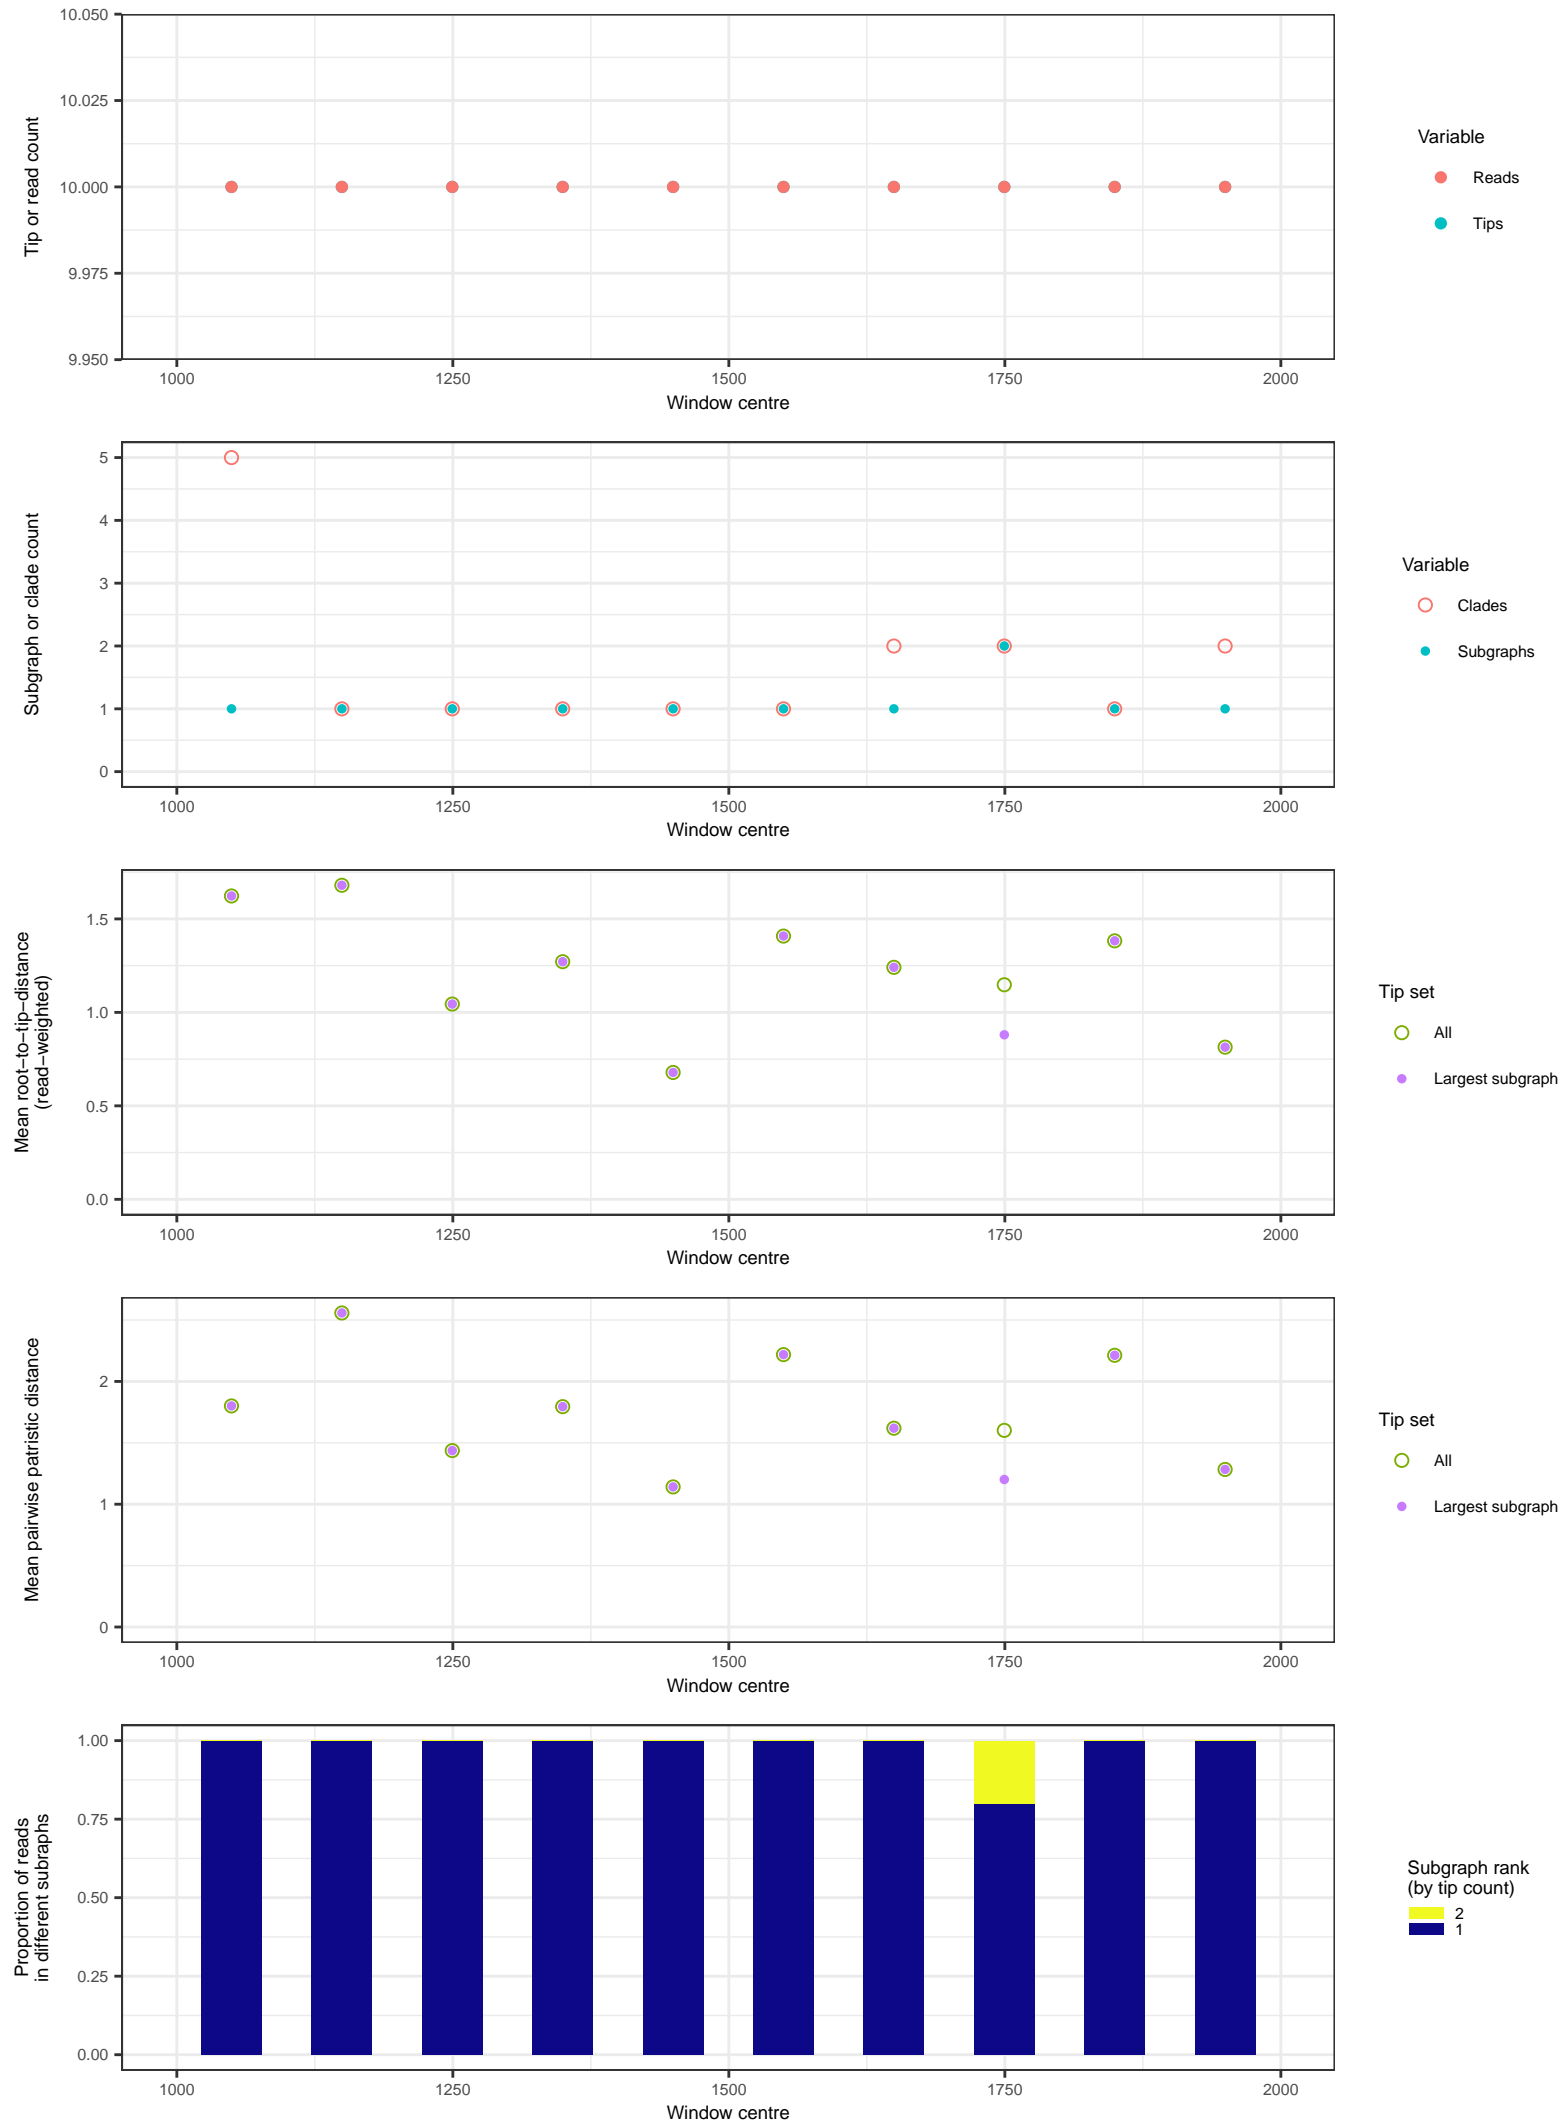 10.050
10.025
10.000
9.975
9.950
Tip or read count
1000 1250 1500 1750 2000
Window centre
Variable
Reads
Tips
5
4
3
2
1
0
Subgraph or clade count
1000 1250 1500 1750 2000
Window centre
Variable
Clades
Subgraphs
1.5
1.0
0.5
0.0
Mean root−to−tip−distance
(read−weighted)
1000 1250 1500 1750 2000
Window centre
Tip set
All
Largest subgraph
2
1
0
Mean pairwise patristic distance
1000 1250 1500 1750 2000
Window centre
Tip set
All
Largest subgraph
1.00
0.75
0.50
0.25
0.00
Proportion of reads
in different subraphs
1000 1250 1500 1750 2000
Window centre
Subgraph rank
(by tip count)
2
1